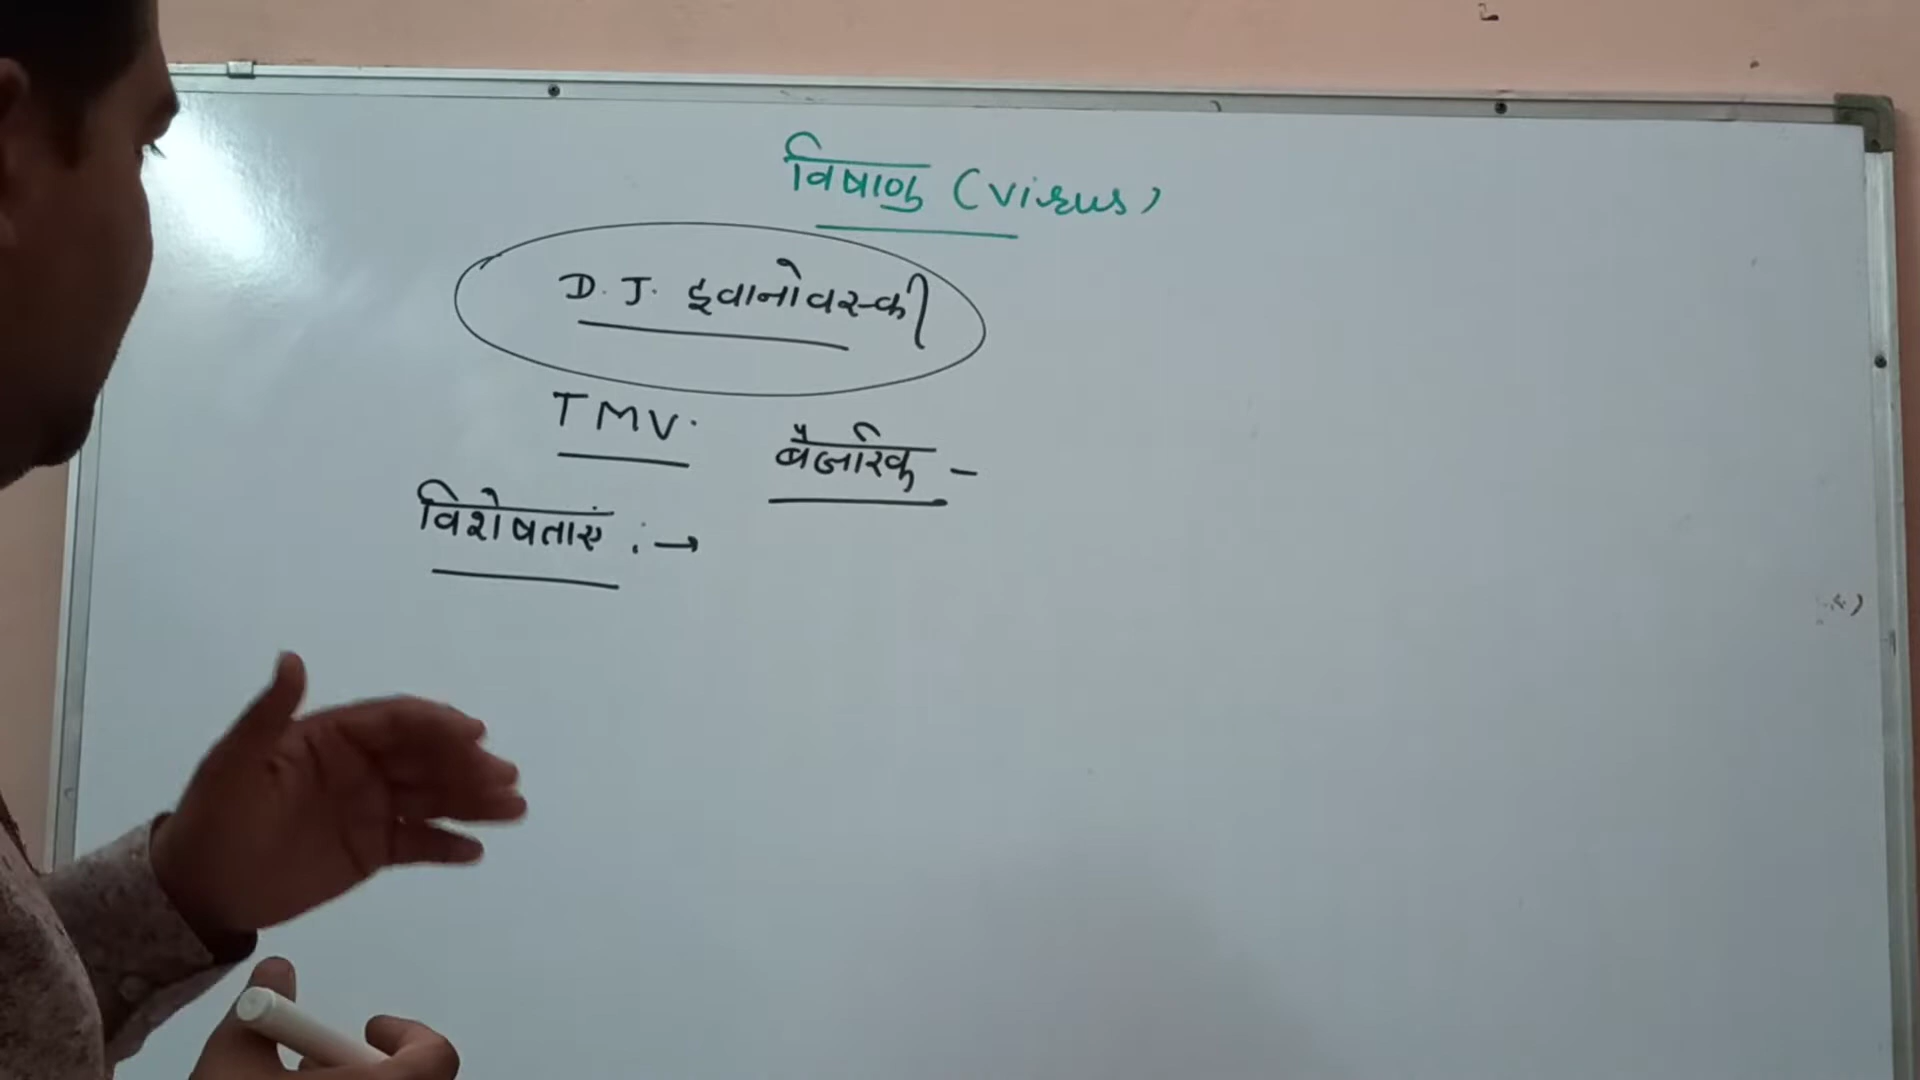 विषाणु (Virus)
D. J. इवानोवस्की
TMV.
बैजरिक -
विशेषताएं :→